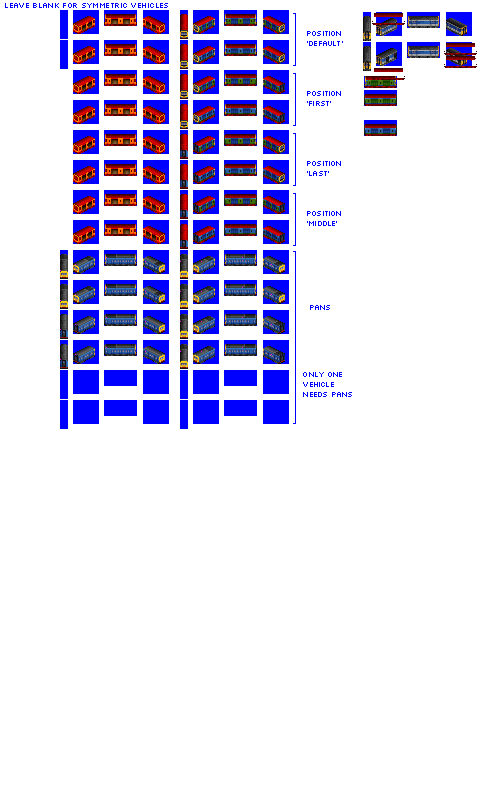 LEAVE BLANK FOR SYMMETRIC VEHICLES
POSITION
'DEFAULT'
POSITION
'FIRST'
POSITION
'LAST'
POSITION
'MIDDLE'
PANS
ONLY ONE
VEHICLE
NEEDS PANS